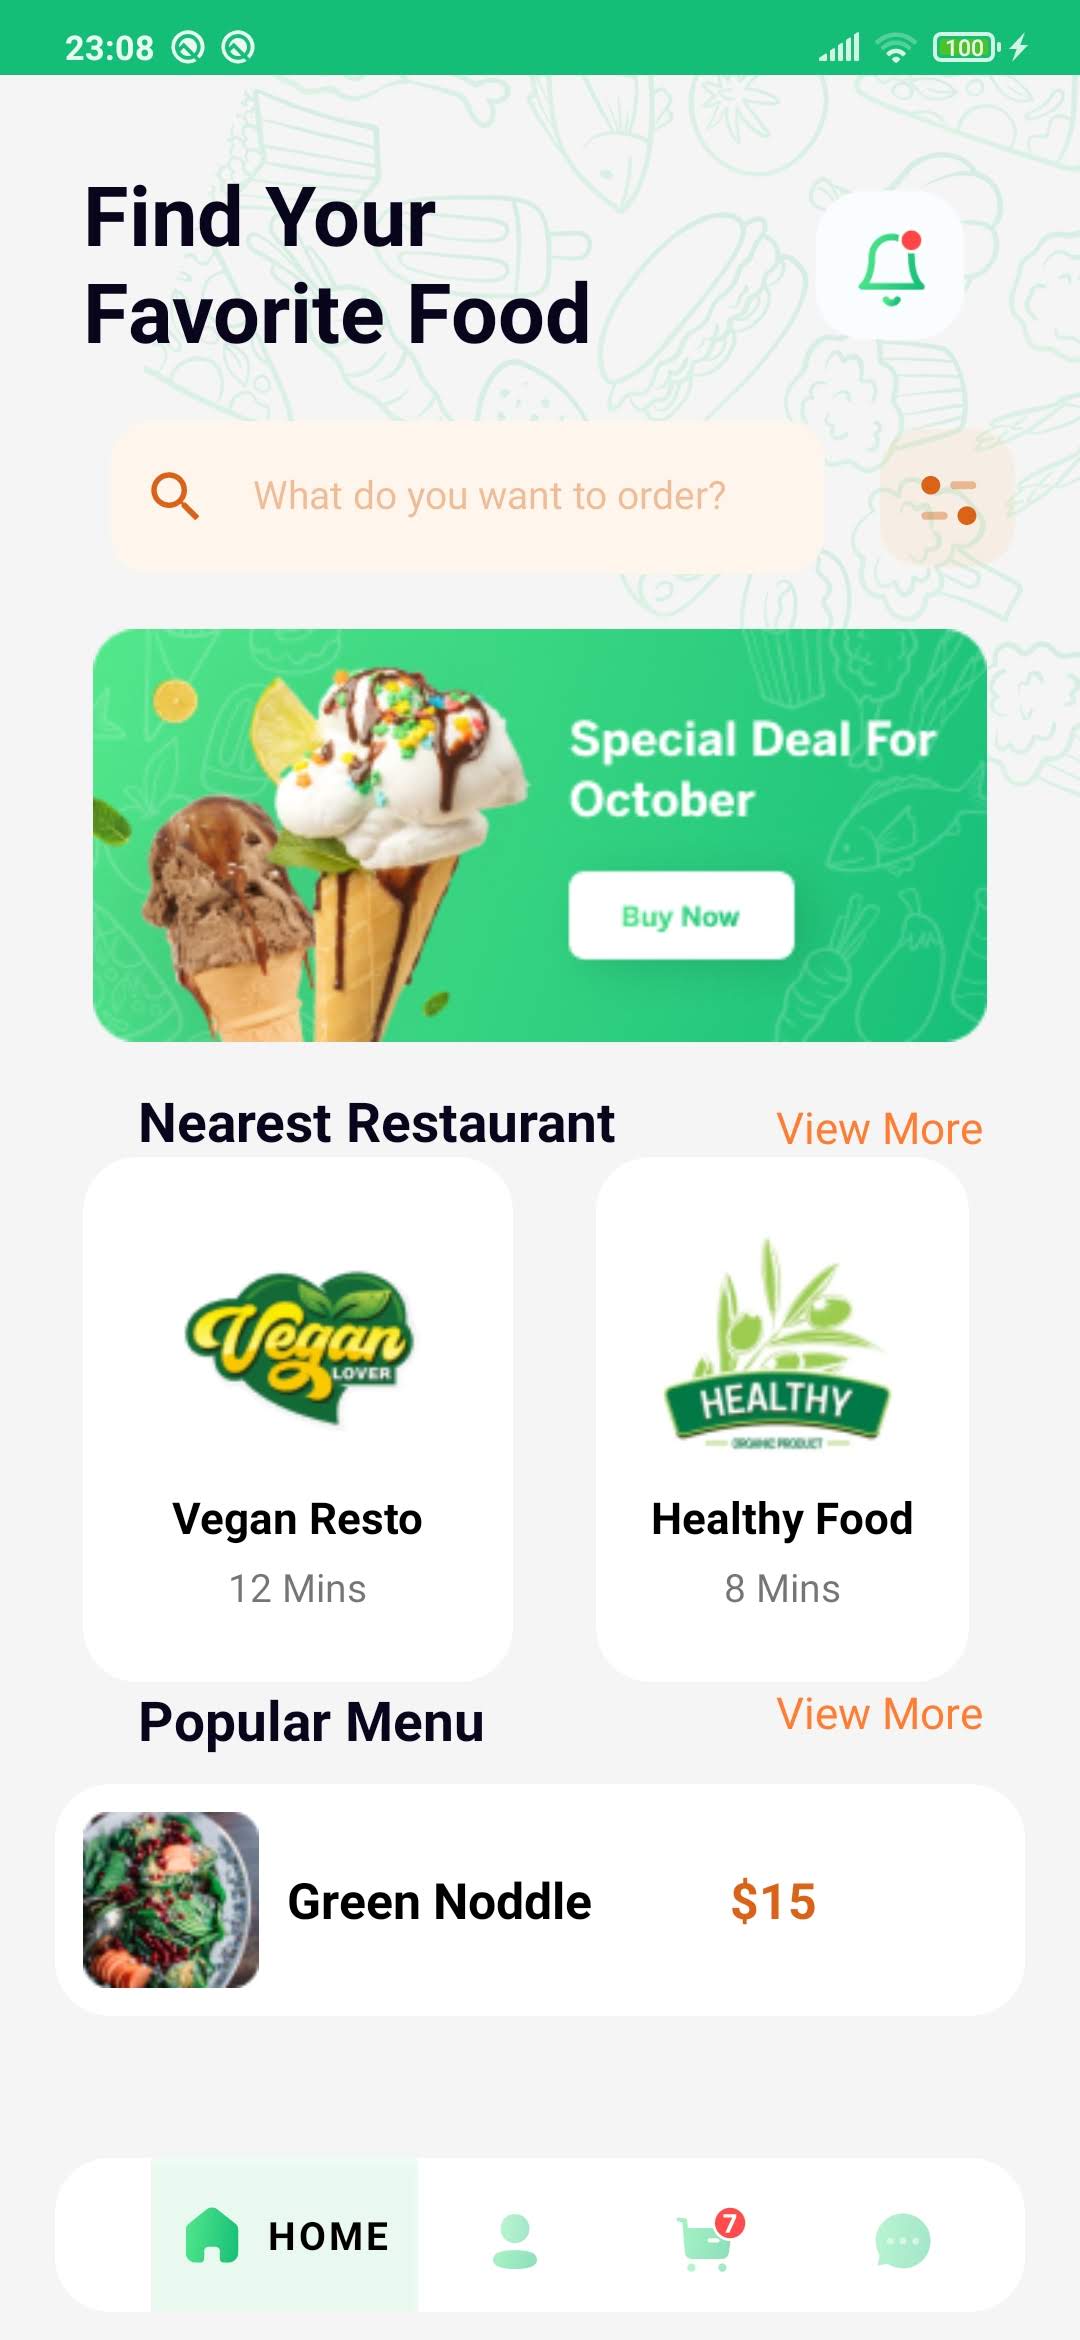 23:08
100
Find Your
Favorite Food
What do you want to order?
Special Deal For
October
Buy Now
Nearest Restaurant
View More
Vegan
LOVER
HEALTHY
ORGANIC PRODUCT
Vegan Resto
Healthy Food
12 Mins
8 Mins
Popular Menu
View More
Green Noddle
$15
HOME
7